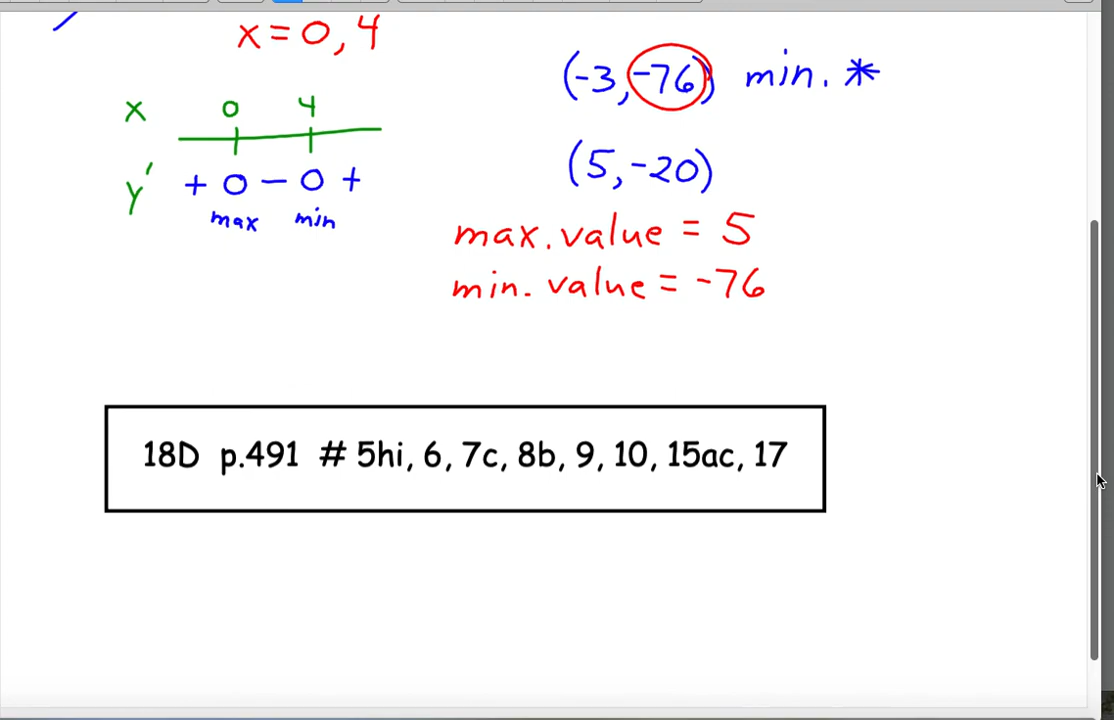 x = 0, 4
(-3, -76) min. *
x 0 4
(5, -20)
y' + 0 - 0 +
max min
max. value = 5
min. value = -76
18D p.491 # 5hi, 6, 7c, 8b, 9, 10, 15ac, 17